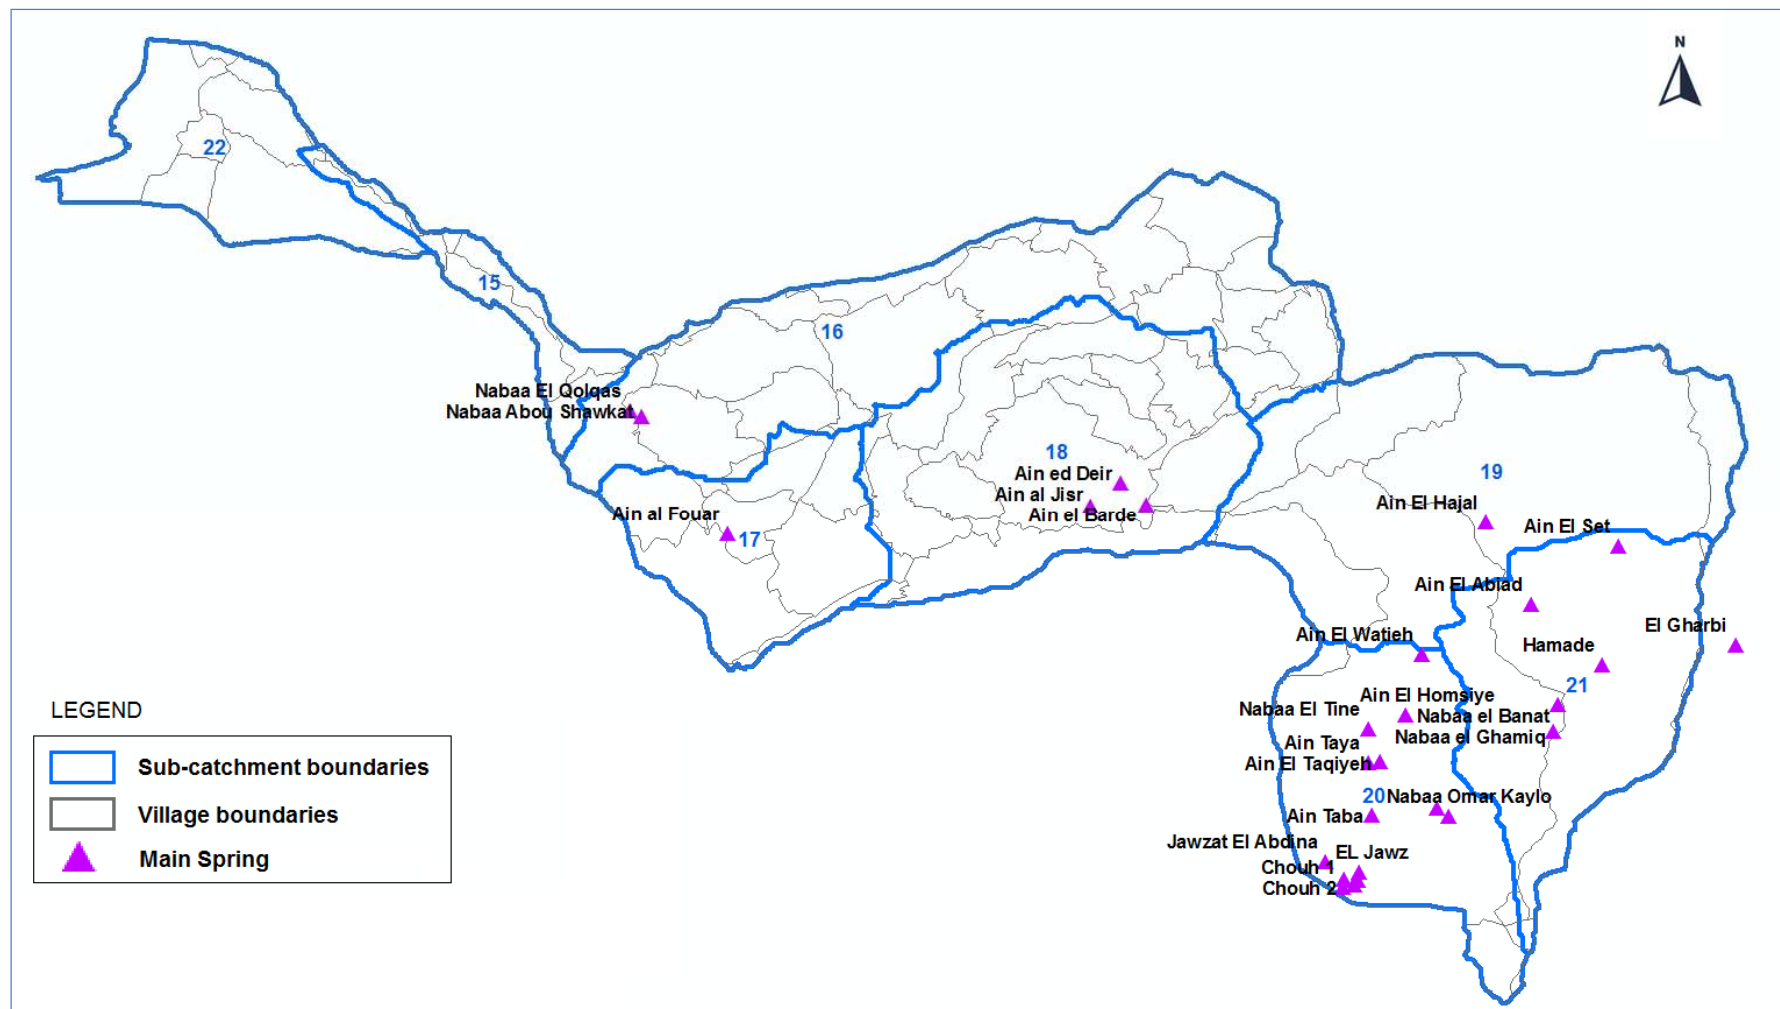 N
22
15
16
Nabaa El Qolqas
Nabaa Abou Shawkat
18
Ain ed Deir
Ain al Jisr
Ain el Barde
19
Ain El Hajal
Ain al Fouar
17
Ain El Set
Ain El Abiad
El Gharbi
Ain El Watieh
Hamade
21
Ain El Homsiye
Nabaa El Tine
Nabaa el Banat
Nabaa el Ghamiq
Ain Taya
Ain El Taqiyeh
20
Nabaa Omar Kaylo
Ain Taba
Jawzat El Abdina
EL Jawz
Chouh 1
Chouh 2
LEGEND
Sub-catchment boundaries
Village boundaries
Main Spring